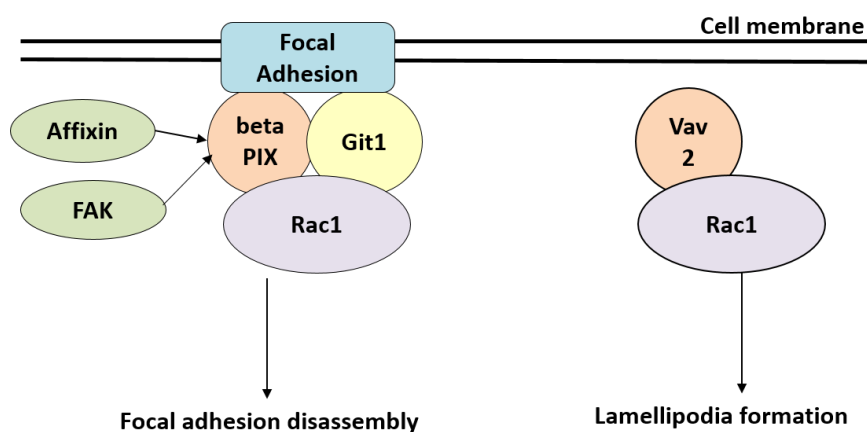 Cell membrane
Focal
Adhesion
Affixin
beta
PIX
Git1
Vav
2
FAK
Rac1
Rac1
Focal adhesion disassembly
Lamellipodia formation